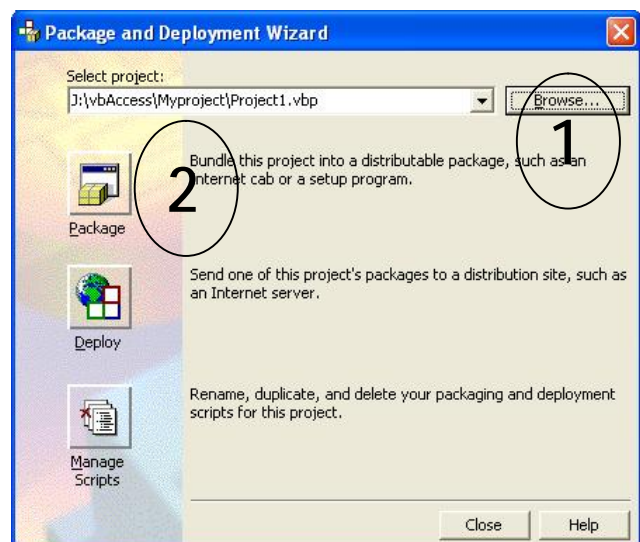 Package and Deployment Wizard
Select project:
J:\vbAccess\Myproject\Project1.vbp
Browse...
1
Bundle this project into a distributable package, such as an
Internet cab or a setup program.
2
Package
Send one of this project's packages to a distribution site, such as
an Internet server.
Deploy
Rename, duplicate, and delete your packaging and deployment
scripts for this project.
Manage
Scripts
Close
Help